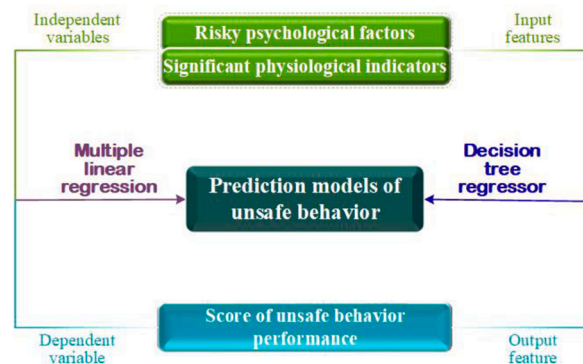 Independent
variables
Risky psychological factors
Significant physiological indicators
Input
features
Multiple
linear
regression
Prediction models of
unsafe behavior
Decision
tree
regressor
Dependent
variable
Score of unsafe behavior
performance
Output
feature